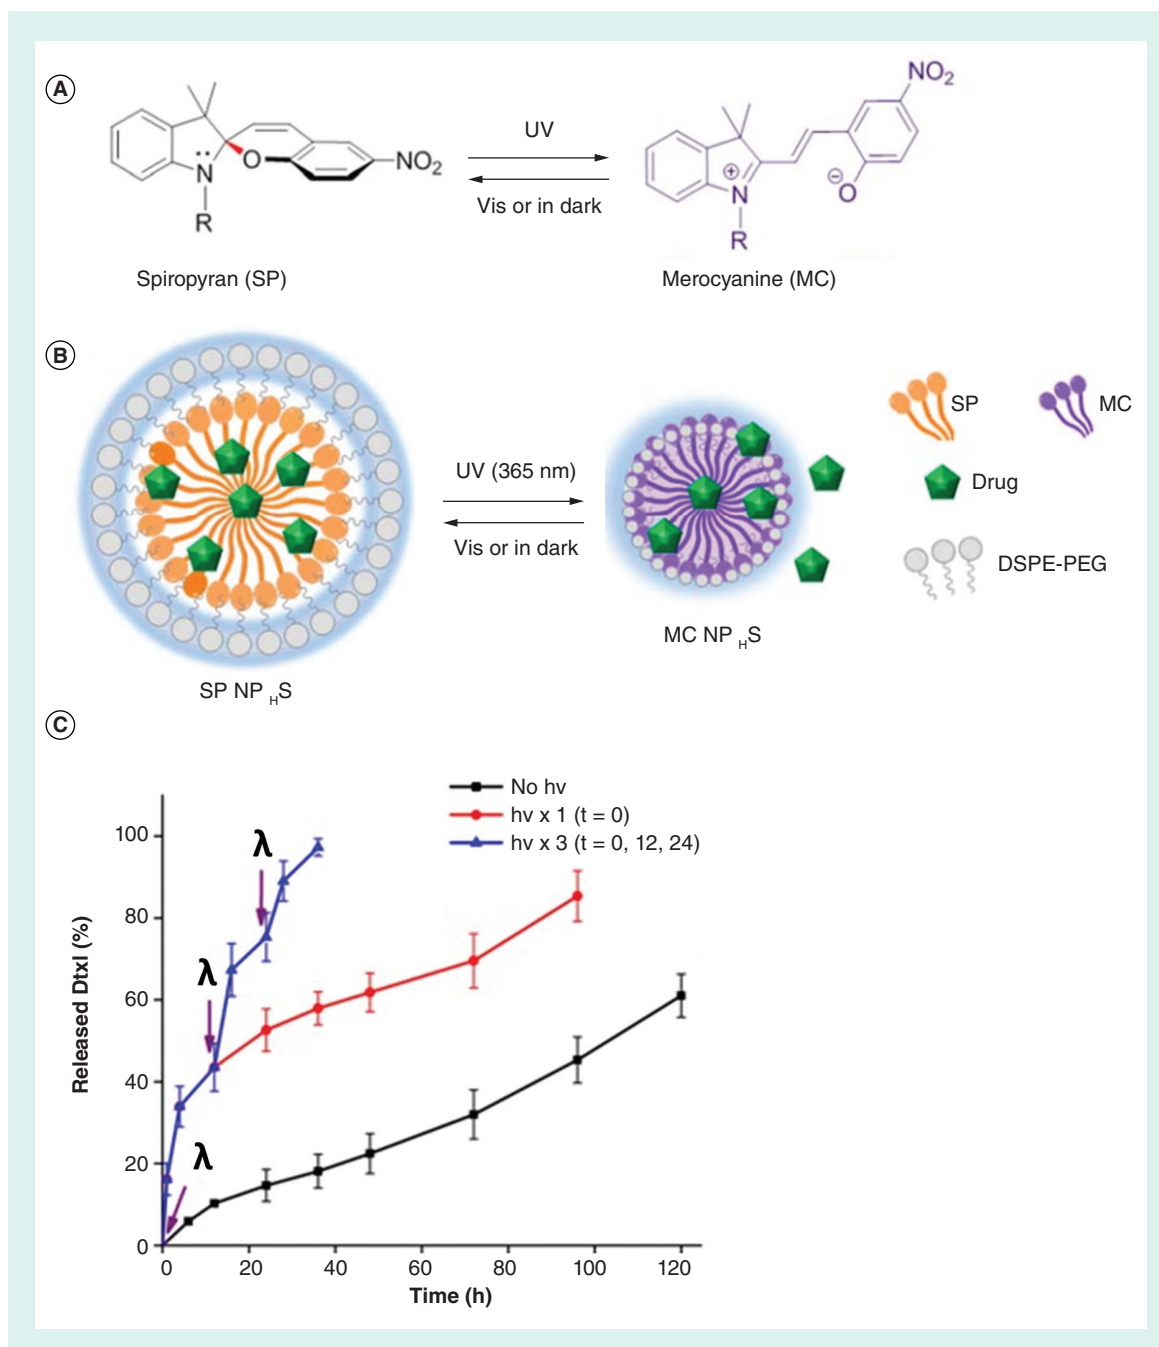 A
NO2
UV
O
NO2
N
Vis or in dark
O
N
R
R
Spiropyran (SP)
Merocyanine (MC)
B
SP
MC
UV (365 nm)
Drug
Vis or in dark
DSPE-PEG
MC NP HS
SP NP HS
C
No hv
hv x 1 (t = 0)
hv x 3 (t = 0, 12, 24)
100
80
60
40
20
0
λ
λ
λ
Released Dtxl (%)
0 20 40 60 80 100 120
Time (h)